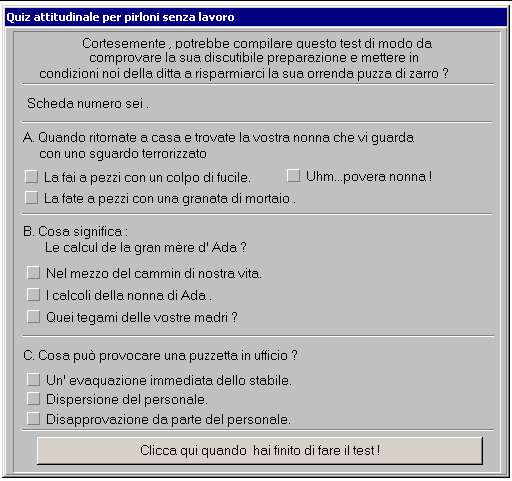 Quiz attitudinale per pirloni senza lavoro
Cortesemente , potrebbe compilare questo test di modo da
comprovare la sua discutibile preparazione e mettere in
condizioni noi della ditta a risparmiarci la sua orrenda puzza di zarro ?
Scheda numero sei .
A. Quando ritornate a casa e trovate la vostra nonna che vi guarda
con uno sguardo terrorizzato
La fai a pezzi con un colpo di fucile.
Uhm...povera nonna !
La fate a pezzi con una granata di mortaio .
B. Cosa significa :
Le calcul de la gran mère d' Ada ?
Nel mezzo del cammin di nostra vita.
I calcoli della nonna di Ada .
Quei tegami delle vostre madri ?
C. Cosa può provocare una puzzetta in ufficio ?
Un' evaquazione immediata dello stabile.
Dispersione del personale.
Disapprovazione da parte del personale.
Clicca qui quando hai finito di fare il test !